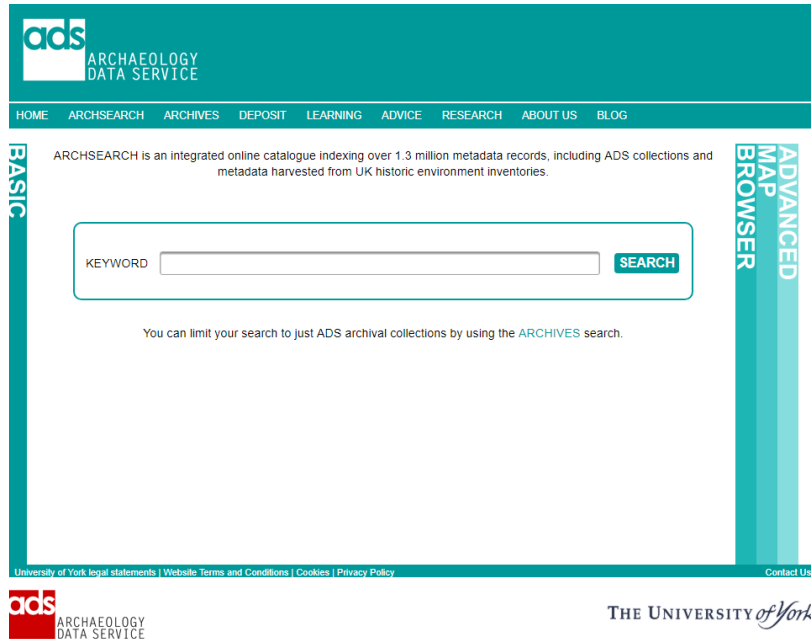 ads
ARCHAEOLOGY
DATA SERVICE
HOME ARCHSEARCH ARCHIVES DEPOSIT LEARNING ADVICE RESEARCH ABOUT US BLOG
BASIC
ARCHSEARCH is an integrated online catalogue indexing over 1.3 million metadata records, including ADS collections and
metadata harvested from UK historic environment inventories.
KEYWORD SEARCH
You can limit your search to just ADS archival collections by using the ARCHIVES search.
BROWSER
MAP
ADVANCED
University of York legal statements | Website Terms and Conditions | Cookies | Privacy Policy Contact Us
ads
ARCHAEOLOGY
DATA SERVICE
THE UNIVERSITY of York